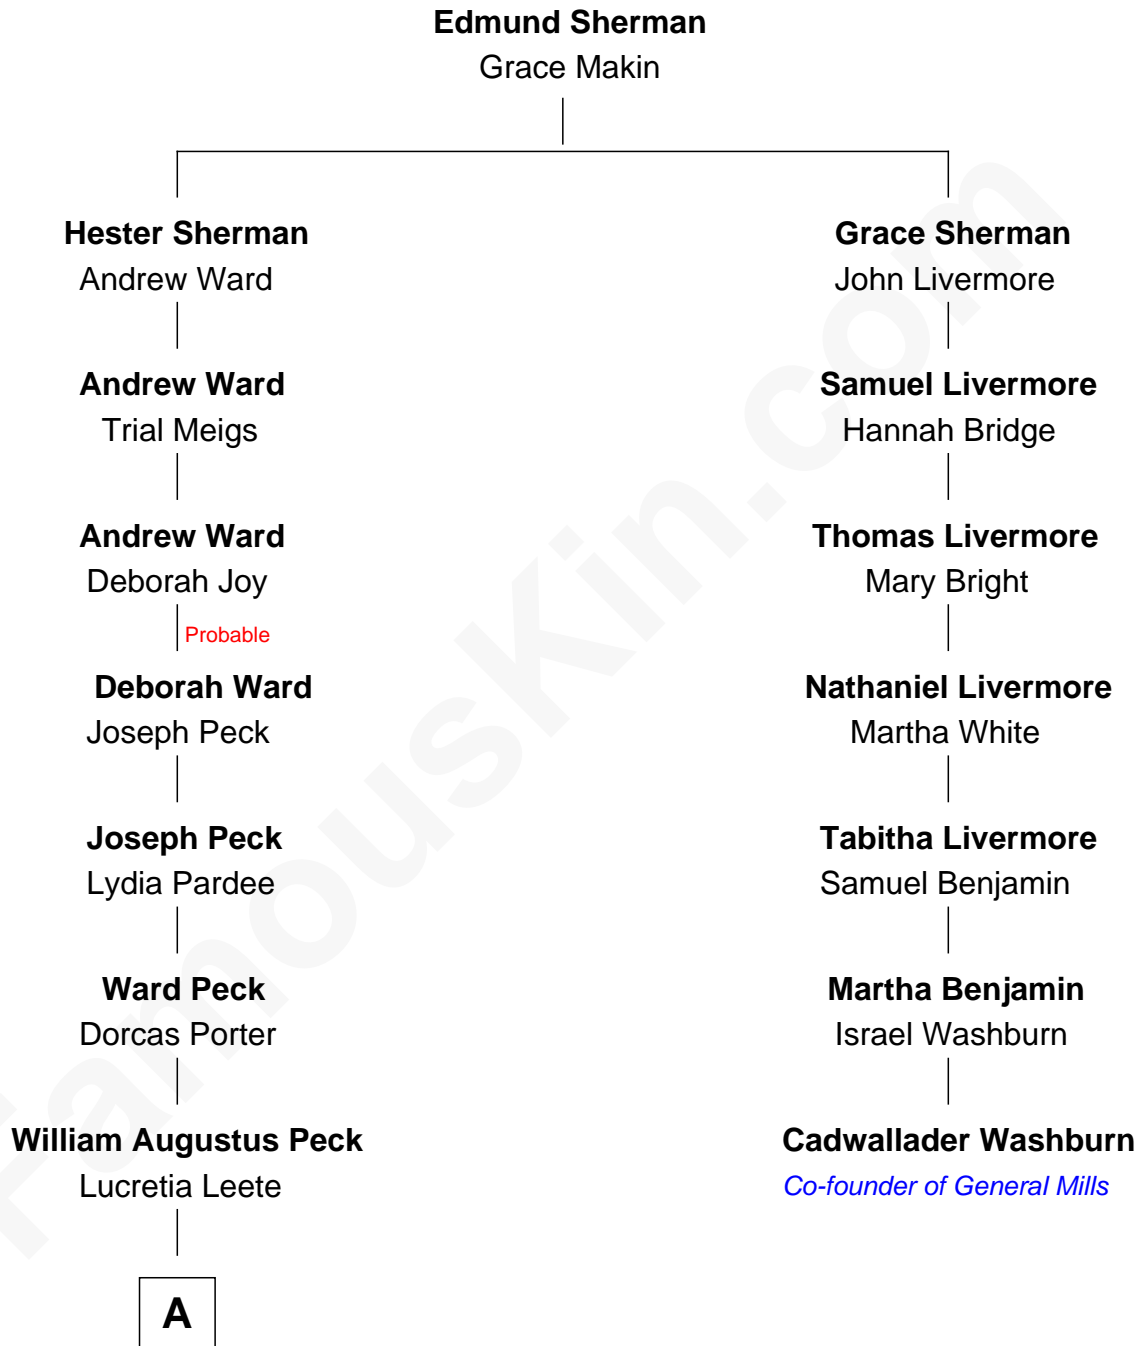 Edmund Sherman
Grace Makin
Hester Sherman
Andrew Ward
Andrew Ward
Trial Meigs
Andrew Ward
Deborah Joy
Probable
Deborah Ward
Joseph Peck
Joseph Peck
Lydia Pardee
Ward Peck
Dorcas Porter
William Augustus Peck
Lucretia Leete
A
Grace Sherman
John Livermore
Samuel Livermore
Hannah Bridge
Thomas Livermore
Mary Bright
Nathaniel Livermore
Martha White
Tabitha Livermore
Samuel Benjamin
Martha Benjamin
Israel Washburn
Cadwallader Washburn
Co-founder of General Mills
FamousKin.com